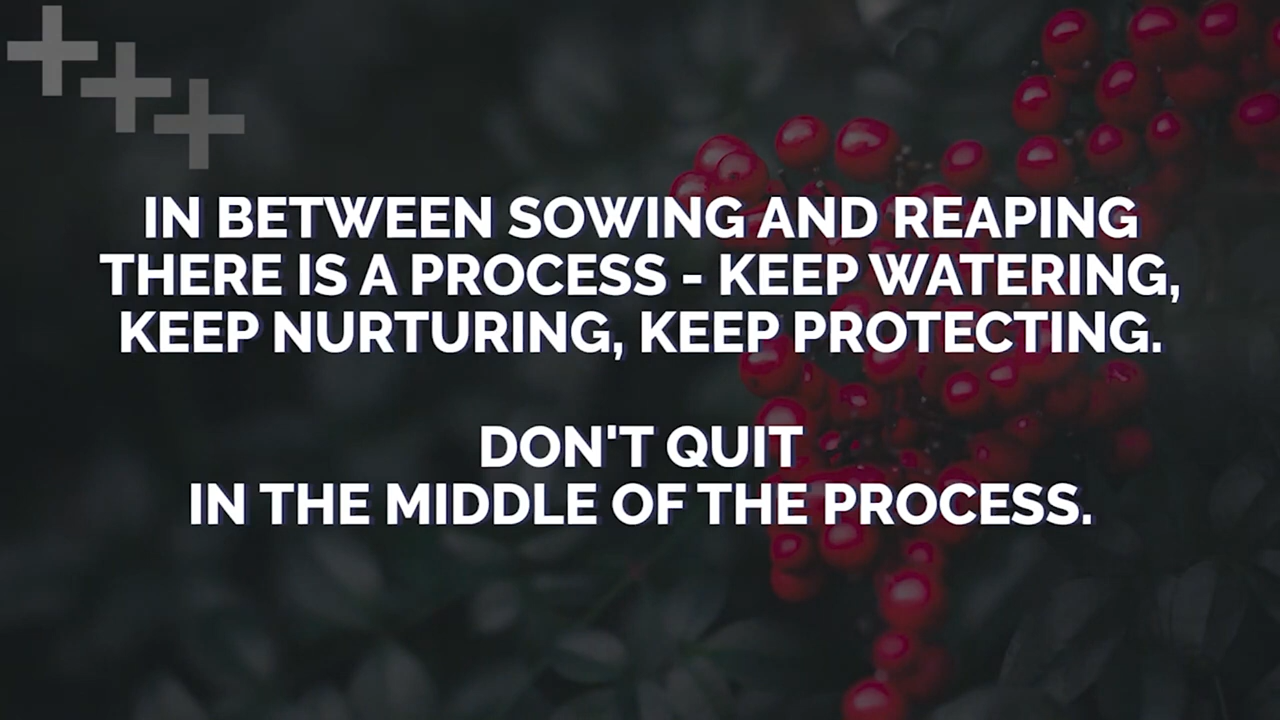 IN BETWEEN SOWING AND REAPING
THERE IS A PROCESS - KEEP WATERING,
KEEP NURTURING, KEEP PROTECTING.
DON'T QUIT
IN THE MIDDLE OF THE PROCESS.